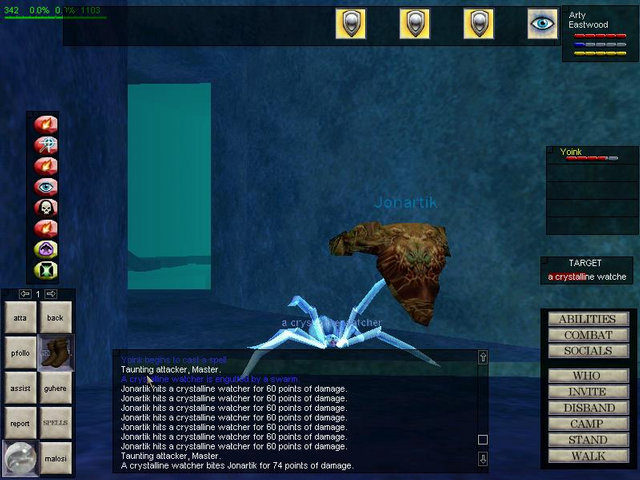 342 0.0% 0.0% 1103
Arty
Eastwood
Yoink
Jonartik
TARGET
a crystalline watche
a crystalline watcher
1
atta
back
pfollo
assist
guhere
report
SPELLS
malosi
Yoink begins to cast a spell.
Taunting attacker, Master.
A crystalline watcher is engulfed by a swarm.
Jonartik hits a crystalline watcher for 60 points of damage.
Jonartik hits a crystalline watcher for 60 points of damage.
Jonartik hits a crystalline watcher for 60 points of damage.
Jonartik hits a crystalline watcher for 60 points of damage.
Jonartik hits a crystalline watcher for 60 points of damage.
Jonartik hits a crystalline watcher for 60 points of damage.
Jonartik hits a crystalline watcher for 60 points of damage.
Taunting attacker, Master.
A crystalline watcher bites Jonartik for 74 points of damage.
ABILITIES
COMBAT
SOCIALS
WHO
INVITE
DISBAND
CAMP
STAND
WALK